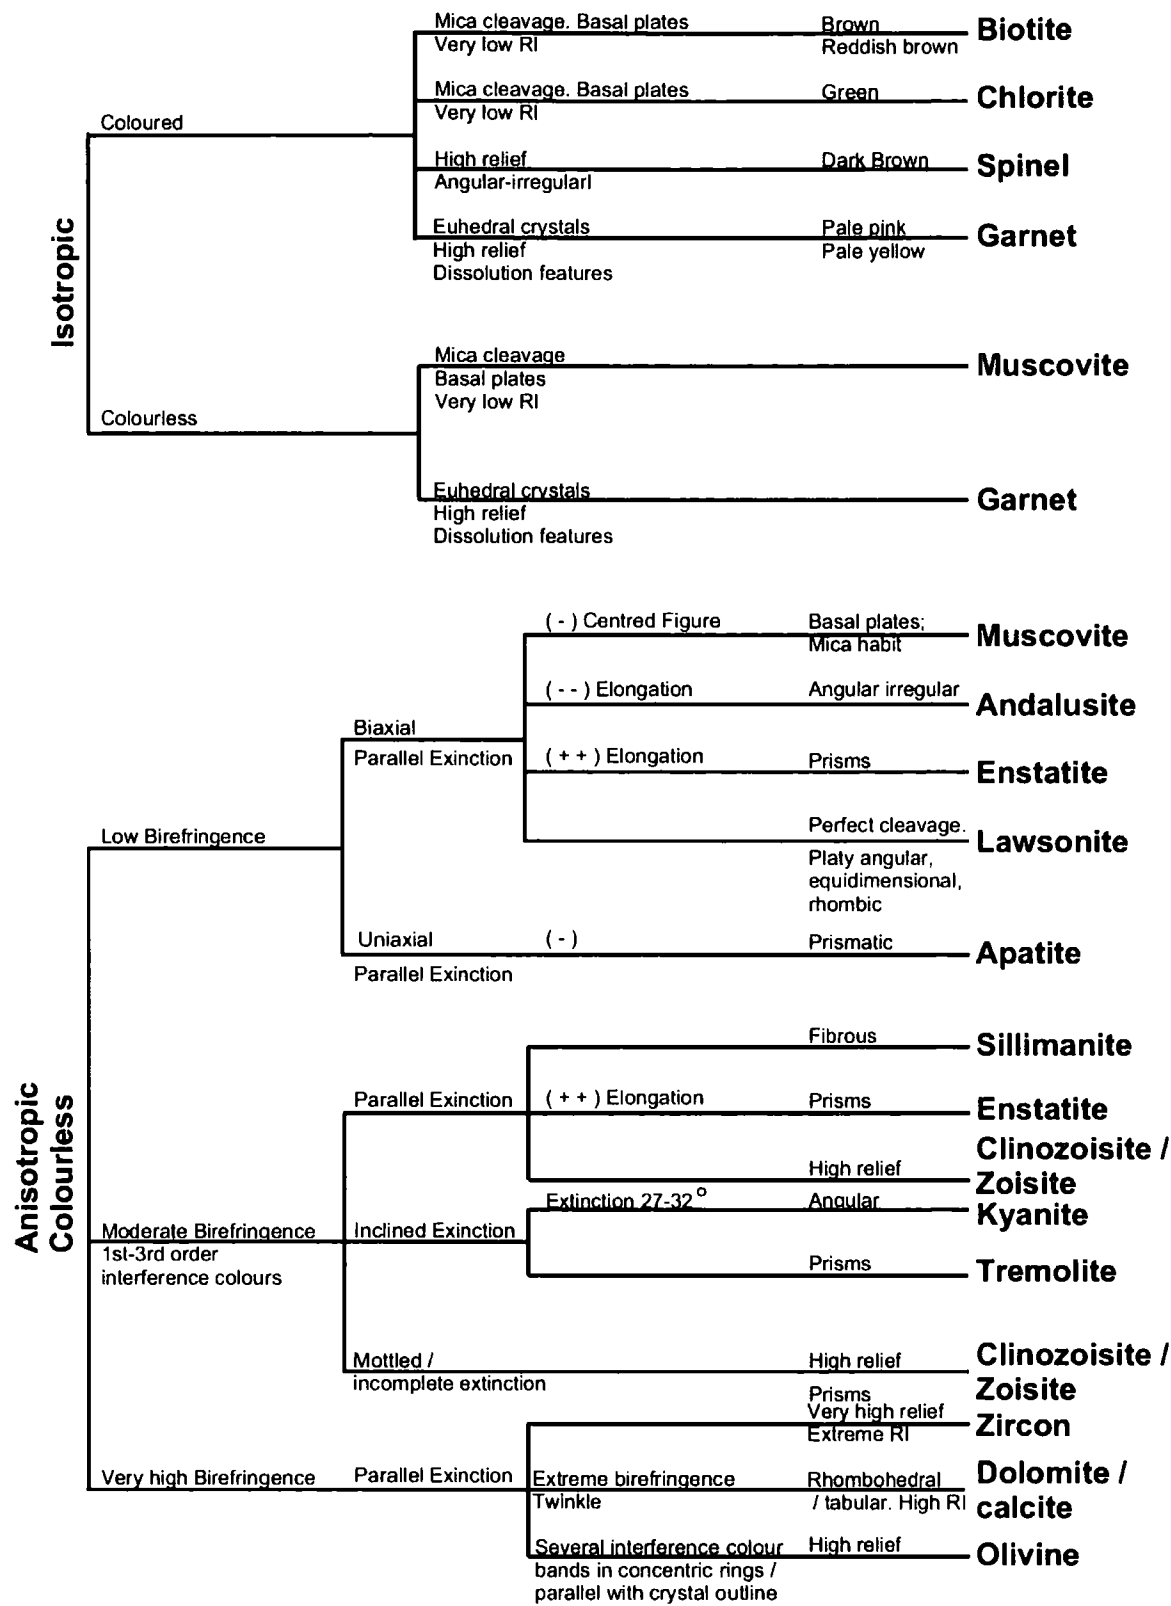 Isotropic
Coloured
Mica cleavage. Basal plates
Very low RI
Brown
Reddish brown
Biotite
Mica cleavage. Basal plates
Very low RI
Green
Chlorite
High relief
Angular-irregularl
Dark Brown
Spinel
Euhedral crystals
High relief
Dissolution features
Pale pink
Pale yellow
Garnet
Colourless
Mica cleavage
Basal plates
Very low RI
Muscovite
Euhedral crystals
High relief
Dissolution features
Garnet
Anisotropic
Colourless
Low Birefringence
Biaxial
Parallel Exinction
( - ) Centred Figure
Basal plates;
Mica habit
Muscovite
( - - ) Elongation
Angular irregular
Andalusite
( + + ) Elongation
Prisms
Enstatite
Perfect cleavage.
Platy angular,
equidimensional,
rhombic
Lawsonite
Uniaxial
Parallel Exinction
( - )
Prismatic
Apatite
Moderate Birefringence
1st-3rd order
interference colours
Parallel Exinction
Fibrous
Sillimanite
( + + ) Elongation
Prisms
Enstatite
High relief
Clinozoisite /
Zoisite
Inclined Exinction
Extinction 27-32°
Angular
Kyanite
Prisms
Tremolite
Mottled /
incomplete extinction
High relief
Prisms
Clinozoisite /
Zoisite
Very high Birefringence
Parallel Exinction
Very high relief
Extreme RI
Zircon
Extreme birefringence
Twinkle
Rhombohedral
/ tabular. High RI
Dolomite /
calcite
Several interference colour
bands in concentric rings /
parallel with crystal outline
High relief
Olivine